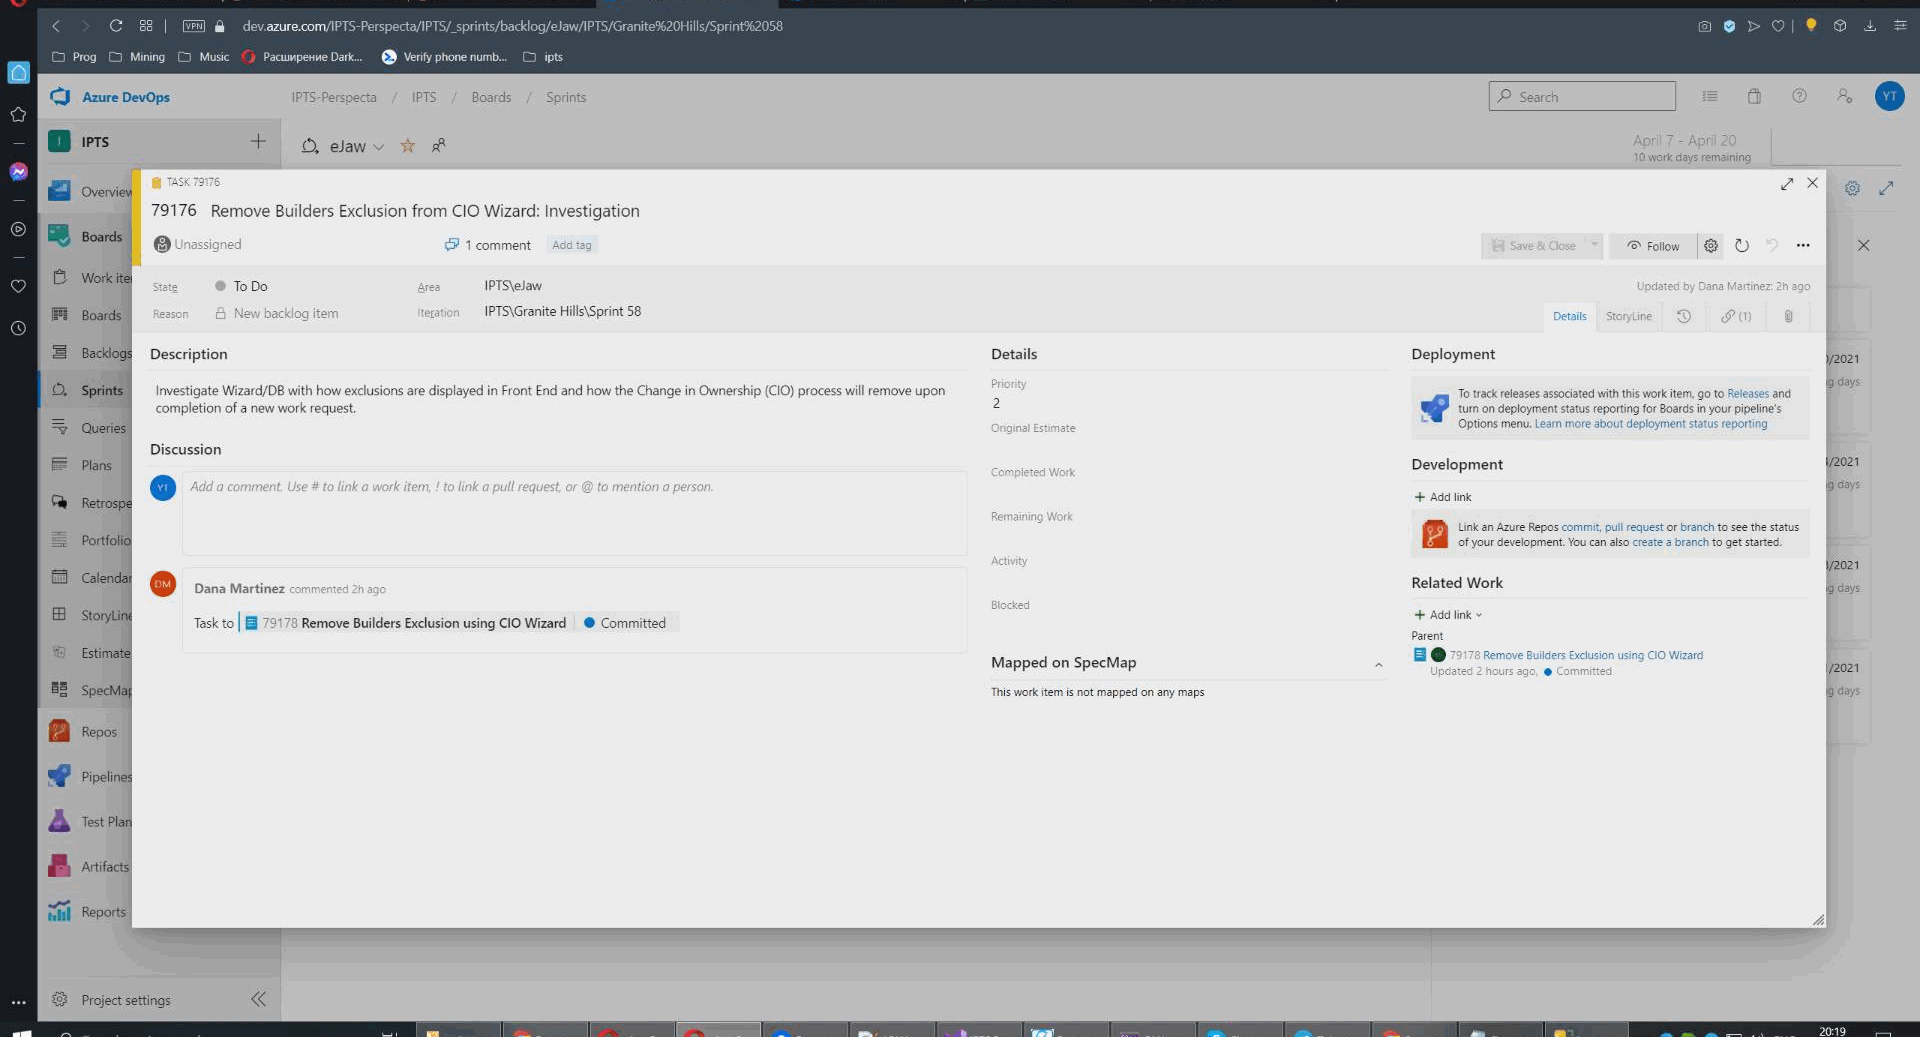 VPN
dev.azure.com/IPTS-Perspecta/IPTS/_sprints/backlog/eJaw/IPTS/Granite%20Hills/Sprint%2058
Prog
Mining
Music
Расширение Dark...
Verify phone numb...
ipts
Azure DevOps
IPTS-Perspecta / IPTS / Boards / Sprints
Search
YT
I
IPTS
eJaw
April 7 - April 20
10 work days remaining
Overview
Boards
Work ite
Boards
Backlogs
Sprints
Queries
Plans
Retrospe
Portfolio
Calendar
StoryLine
Estimate
SpecMap
Repos
Pipelines
Test Plan
Artifacts
Reports
Project settings
TASK 79176
79176 Remove Builders Exclusion from CIO Wizard: Investigation
Unassigned
1 comment
Add tag
Save & Close
Follow
State
To Do
Area
IPTS\eJaw
Updated by Dana Martinez: 2h ago
Reason
New backlog item
Iteration
IPTS\Granite Hills\Sprint 58
Details
StoryLine
(1)
Description
Investigate Wizard/DB with how exclusions are displayed in Front End and how the Change in Ownership (CIO) process will remove upon
completion of a new work request.
Discussion
YT
Add a comment. Use # to link a work item, ! to link a pull request, or @ to mention a person.
DM
Dana Martinez commented 2h ago
Task to 79178 Remove Builders Exclusion using CIO Wizard Committed
Details
Priority
2
Original Estimate
Completed Work
Remaining Work
Activity
Blocked
Mapped on SpecMap
This work item is not mapped on any maps
Deployment
To track releases associated with this work item, go to Releases and
turn on deployment status reporting for Boards in your pipeline's
Options menu. Learn more about deployment status reporting
Development
Add link
Link an Azure Repos commit, pull request or branch to see the status
of your development. You can also create a branch to get started.
Related Work
Add link
Parent
79178 Remove Builders Exclusion using CIO Wizard
Updated 2 hours ago, Committed
/2021
g days
/2021
g days
/2021
g days
/2021
g days
20:19